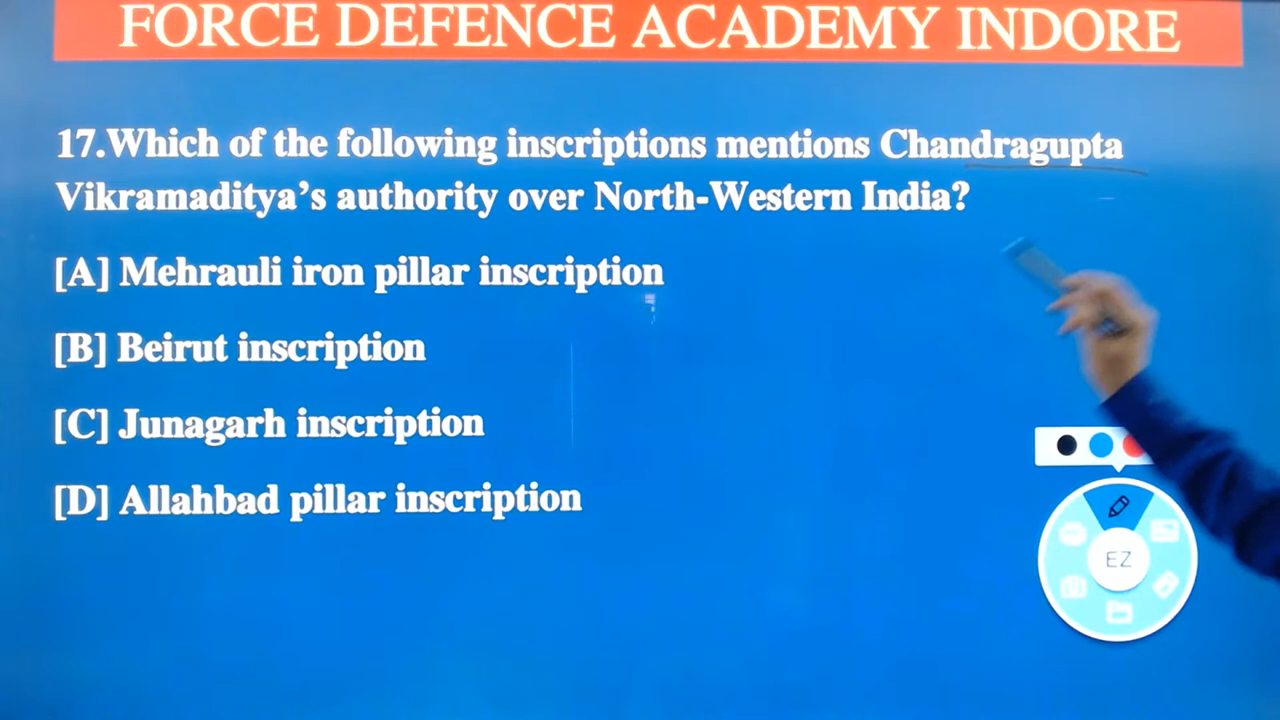 FORCE DEFENCE ACADEMY INDORE
17.Which of the following inscriptions mentions Chandragupta
Vikramaditya’s authority over North-Western India?
[A] Mehrauli iron pillar inscription
[B] Beirut inscription
[C] Junagarh inscription
[D] Allahbad pillar inscription
EZ